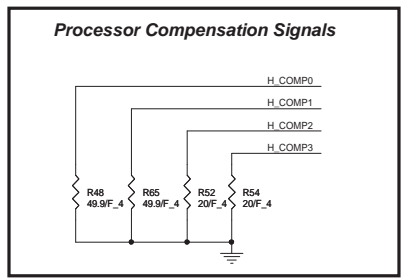 Processor Compensation Signals
H_COMP0
H_COMP1
H_COMP2
H_COMP3
R48
49.9/F_4
R65
49.9/F_4
R52
20/F_4
R54
20/F_4